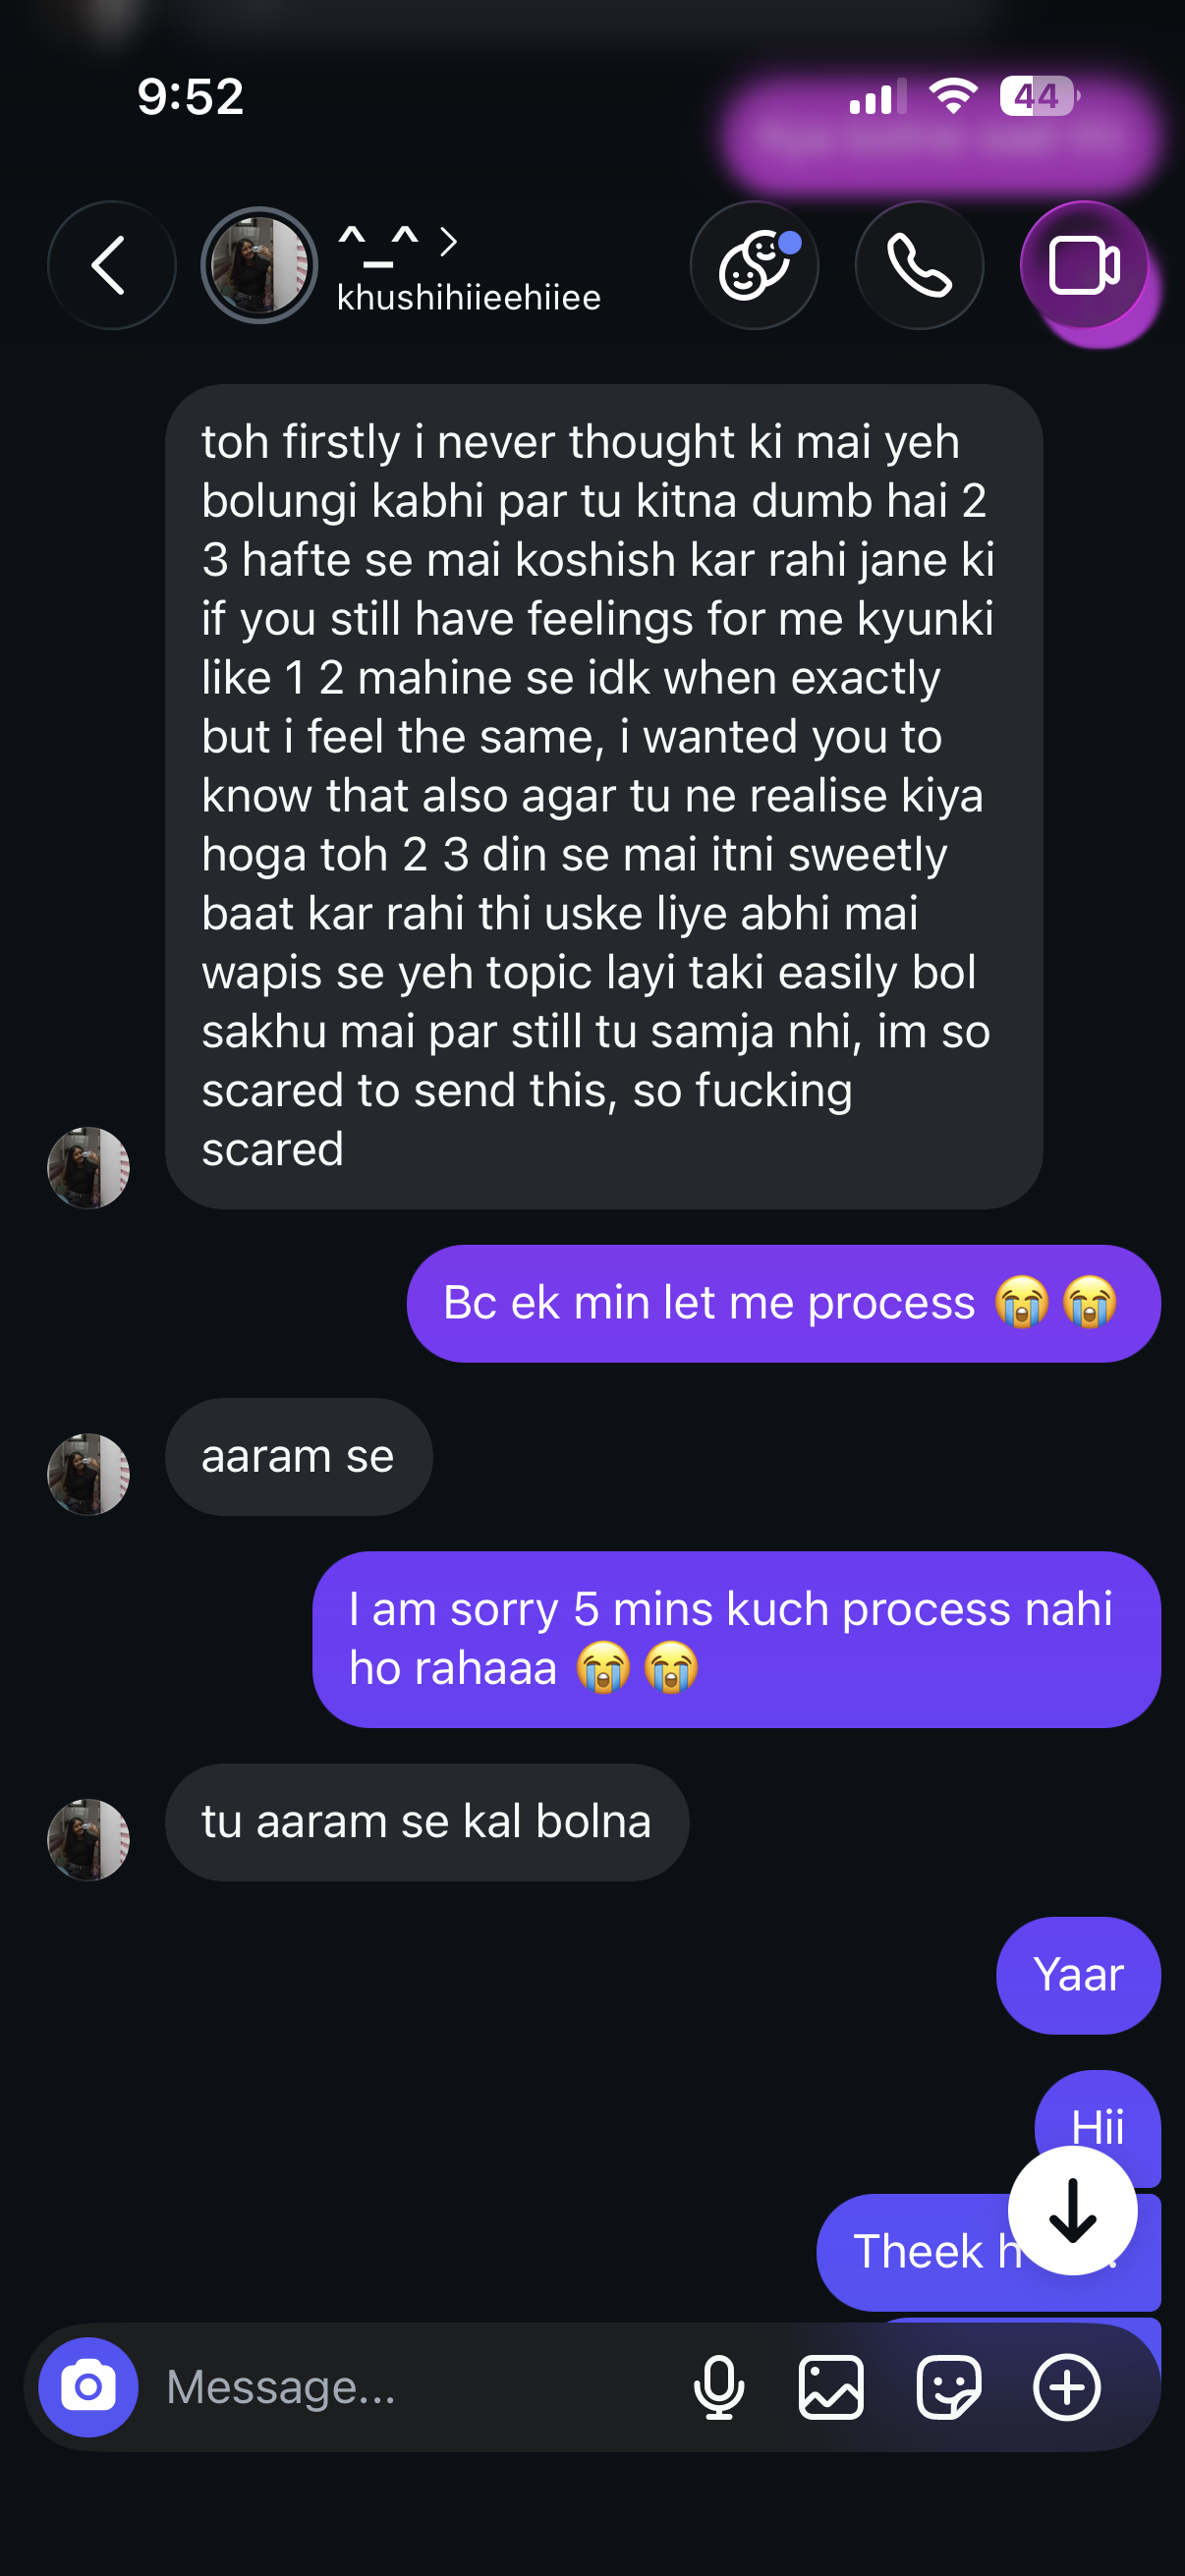 9:52
44
^_^
khushihiieehiiee
toh firstly i never thought ki mai yeh
bolungi kabhi par tu kitna dumb hai 2
3 hafte se mai koshish kar rahi jane ki
if you still have feelings for me kyunki
like 1 2 mahine se idk when exactly
but i feel the same, i wanted you to
know that also agar tu ne realise kiya
hoga toh 2 3 din se mai itni sweetly
baat kar rahi thi uske liye abhi mai
wapis se yeh topic layi taki easily bol
sakhu mai par still tu samja nhi, im so
scared to send this, so fucking
scared
Bc ek min let me process 😭😭
aaram se
I am sorry 5 mins kuch process nahi
ho rahaaa 😭😭
tu aaram se kal bolna
Yaar
Hii
Theek
Message...